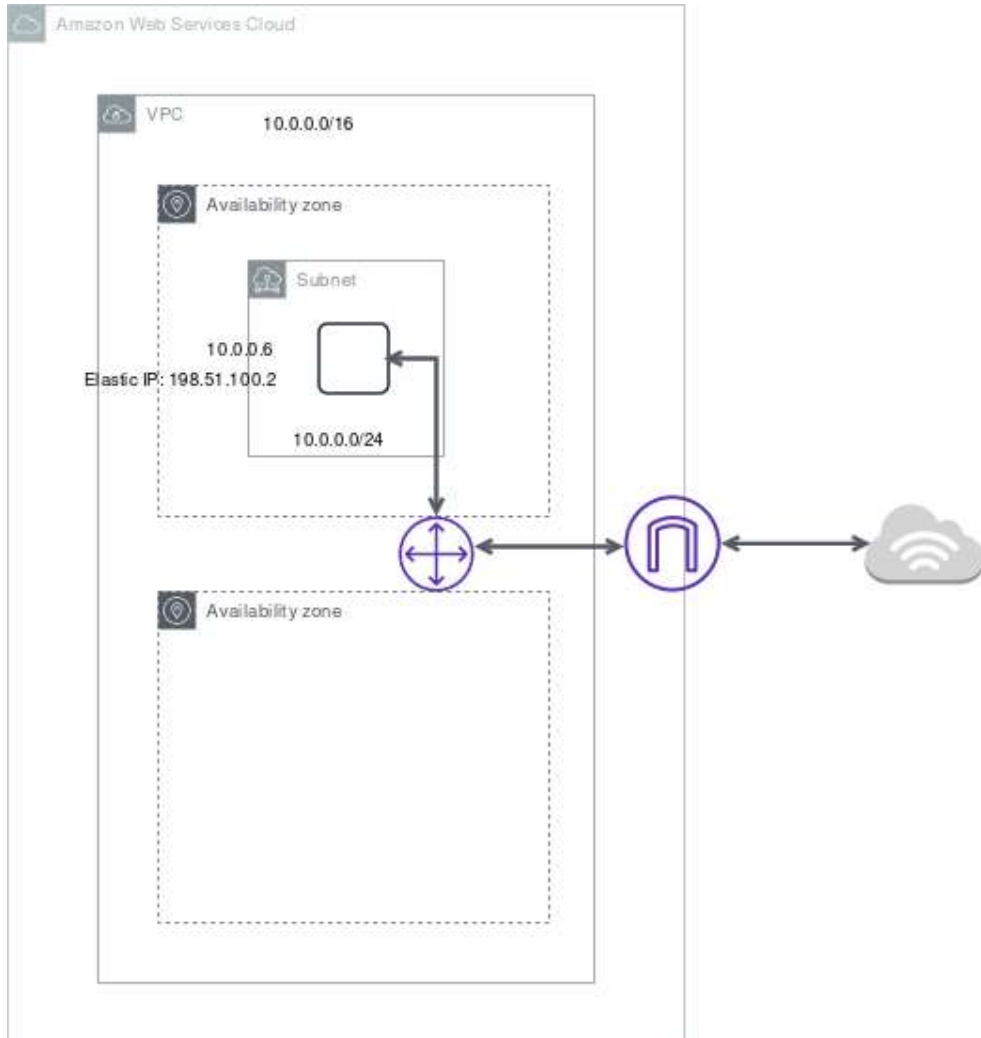 Amazon Web Services Cloud
VPC
10.0.0.0/16
Availability zone
Subnet
10.0.0.6
Elastic IP: 198.51.100.2
10.0.0.0/24
Availability zone